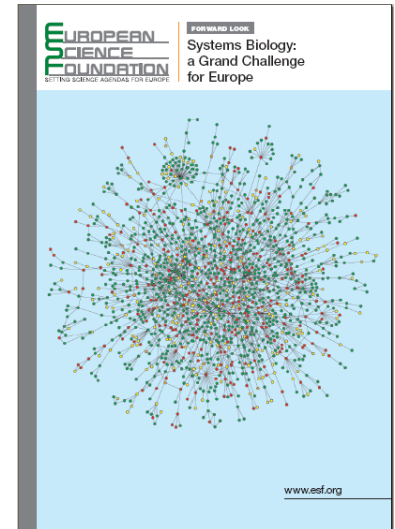 EUROPEAN
SCIENCE
FOUNDATION
SETTING SCIENCE AGENDAS FOR EUROPE
FORWARD LOOK
Systems Biology:
a Grand Challenge
for Europe
www.esf.org